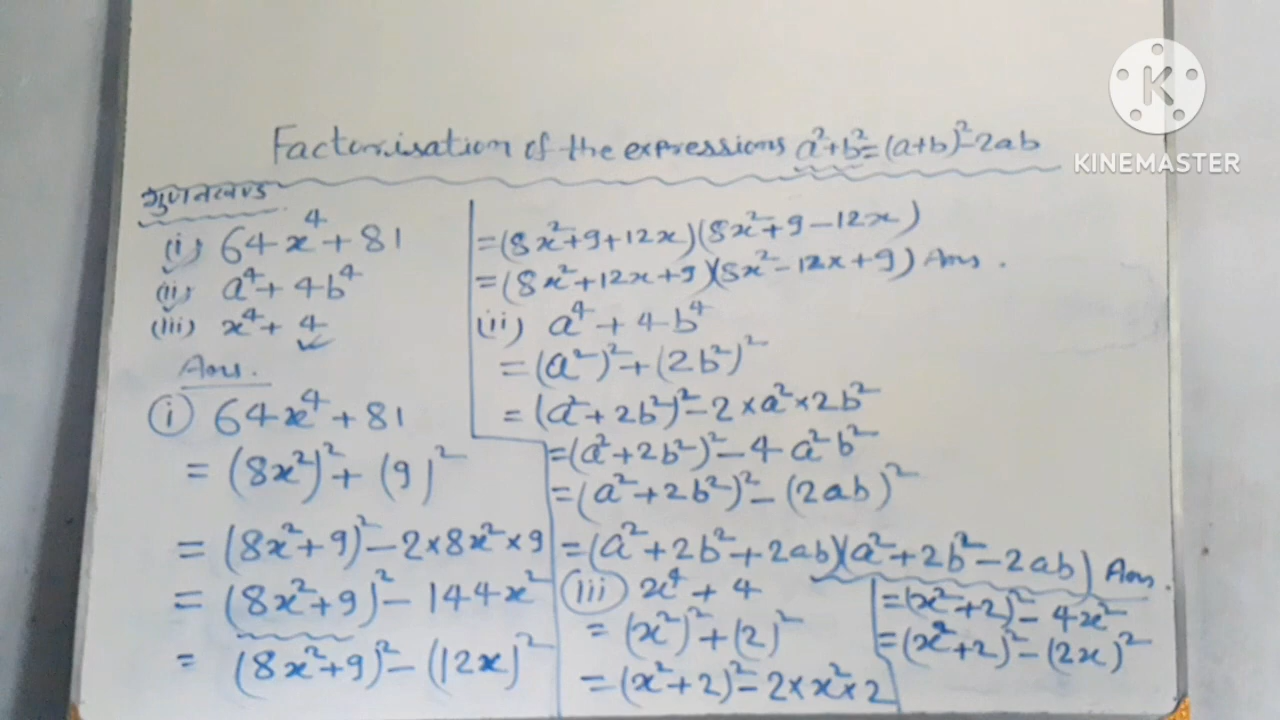 K
KINEMASTER
Factorisation of the expressions a²+b²=(a+b)²-2ab
गुणनखण्ड
(i) 64x⁴+81
(ii) a⁴+4b⁴
(iii) x⁴+4
Ans.
(i) 64x⁴+81
= (8x²)²+(9)²
= (8x²+9)²-2×8x²×9
= (8x²+9)²-144x²
= (8x²+9)²-(12x)²
=(8x²+9+12x)(8x²+9-12x)
=(8x²+12x+9)(8x²-12x+9) Ans.
(ii) a⁴+4b⁴
=(a²)²+(2b²)²
=(a²+2b²)²-2×a²×2b²
=(a²+2b²)²-4a²b²
=(a²+2b²)²-(2ab)²
=(a²+2b²+2ab)(a²+2b²-2ab) Ans.
(iii) x⁴+4
=(x²)²+(2)²
=(x²+2)²-2×x²×2
=(x²+2)²-4x²
=(x²+2)²-(2x)²